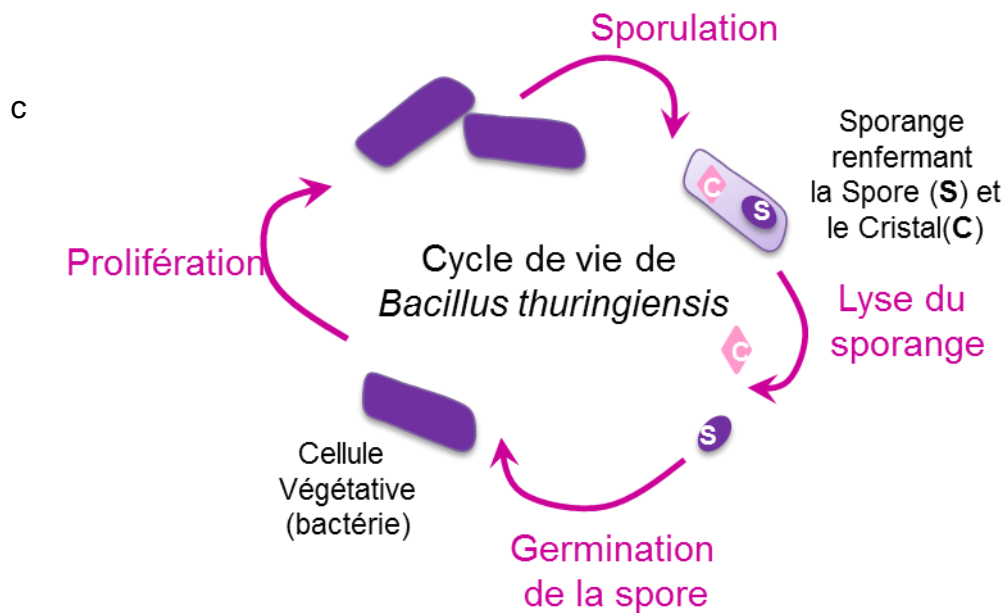 c
Sporulation
Sporange
renfermant
la Spore (S) et
le Cristal(C)
C
S
Prolifération
Cycle de vie de
Bacillus thuringiensis
Lyse du
sporange
C
S
Cellule
Végétative
(bactérie)
Germination
de la spore